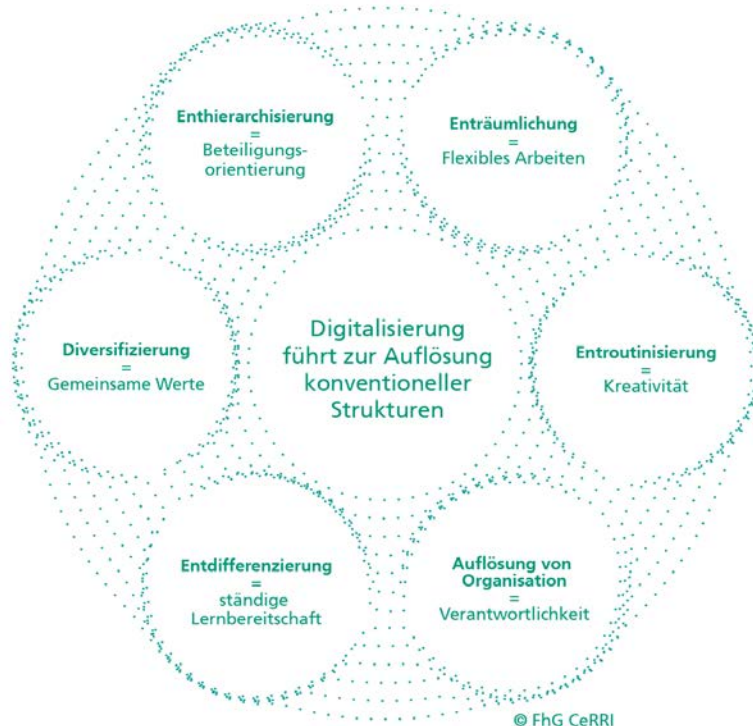 Enthierarchisierung
=
Beteiligungs-
orientierung
Enträumlichung
=
Flexibles Arbeiten
Diversifizierung
=
Gemeinsame Werte
Digitalisierung
führt zur Auflösung
konventioneller
Strukturen
Entroutinisierung
=
Kreativität
Entdifferenzierung
=
ständige
Lernbereitschaft
Auflösung von
Organisation
=
Verantwortlichkeit
© FhG CeRRI